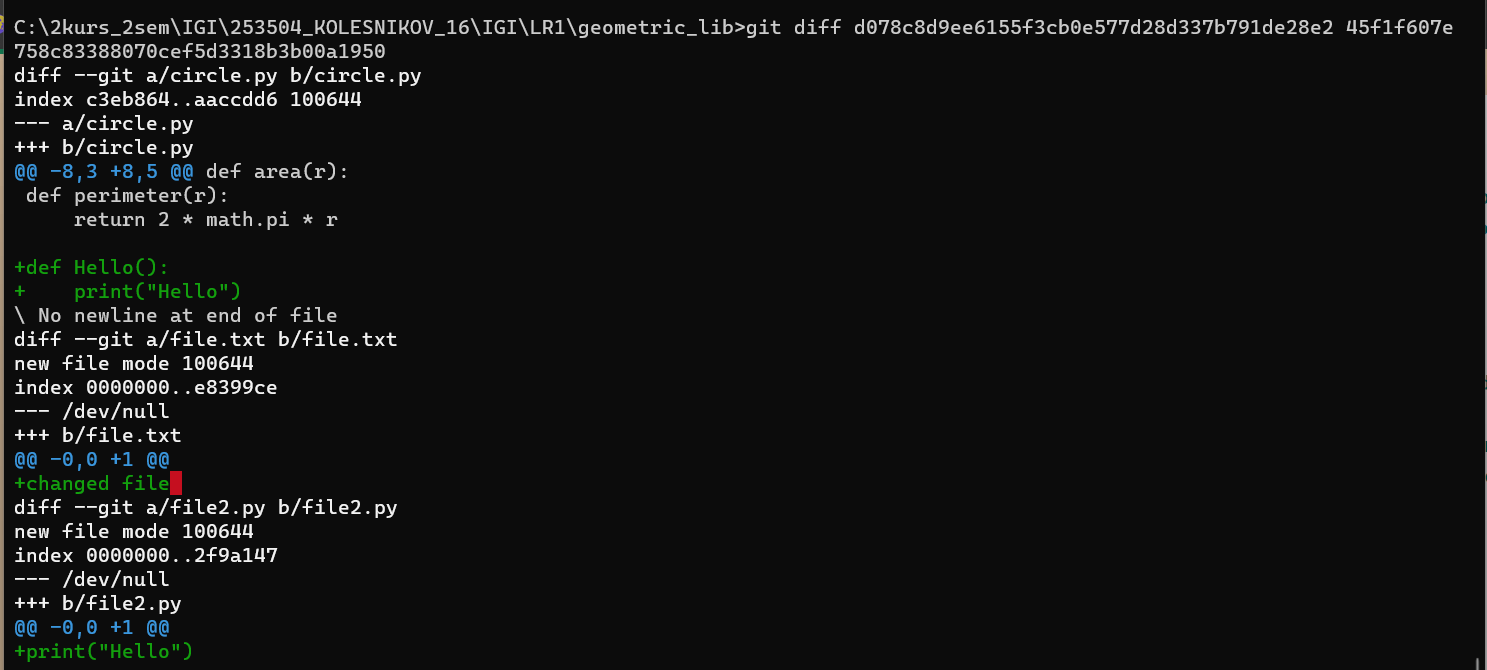 C:\2kurs_2sem\IGI\253504_KOLESNIKOV_16\IGI\LR1\geometric_lib>git diff d078c8d9ee6155f3cb0e577d28d337b791de28e2 45f1f607e
758c83388070cef5d3318b3b00a1950
diff --git a/circle.py b/circle.py
index c3eb864..aaccdd6 100644
--- a/circle.py
+++ b/circle.py
@@ -8,3 +8,5 @@ def area(r):
 def perimeter(r):
     return 2 * math.pi * r

+def Hello():
+    print("Hello")
\ No newline at end of file
diff --git a/file.txt b/file.txt
new file mode 100644
index 0000000..e8399ce
--- /dev/null
+++ b/file.txt
@@ -0,0 +1 @@
+changed file
diff --git a/file2.py b/file2.py
new file mode 100644
index 0000000..2f9a147
--- /dev/null
+++ b/file2.py
@@ -0,0 +1 @@
+print("Hello")